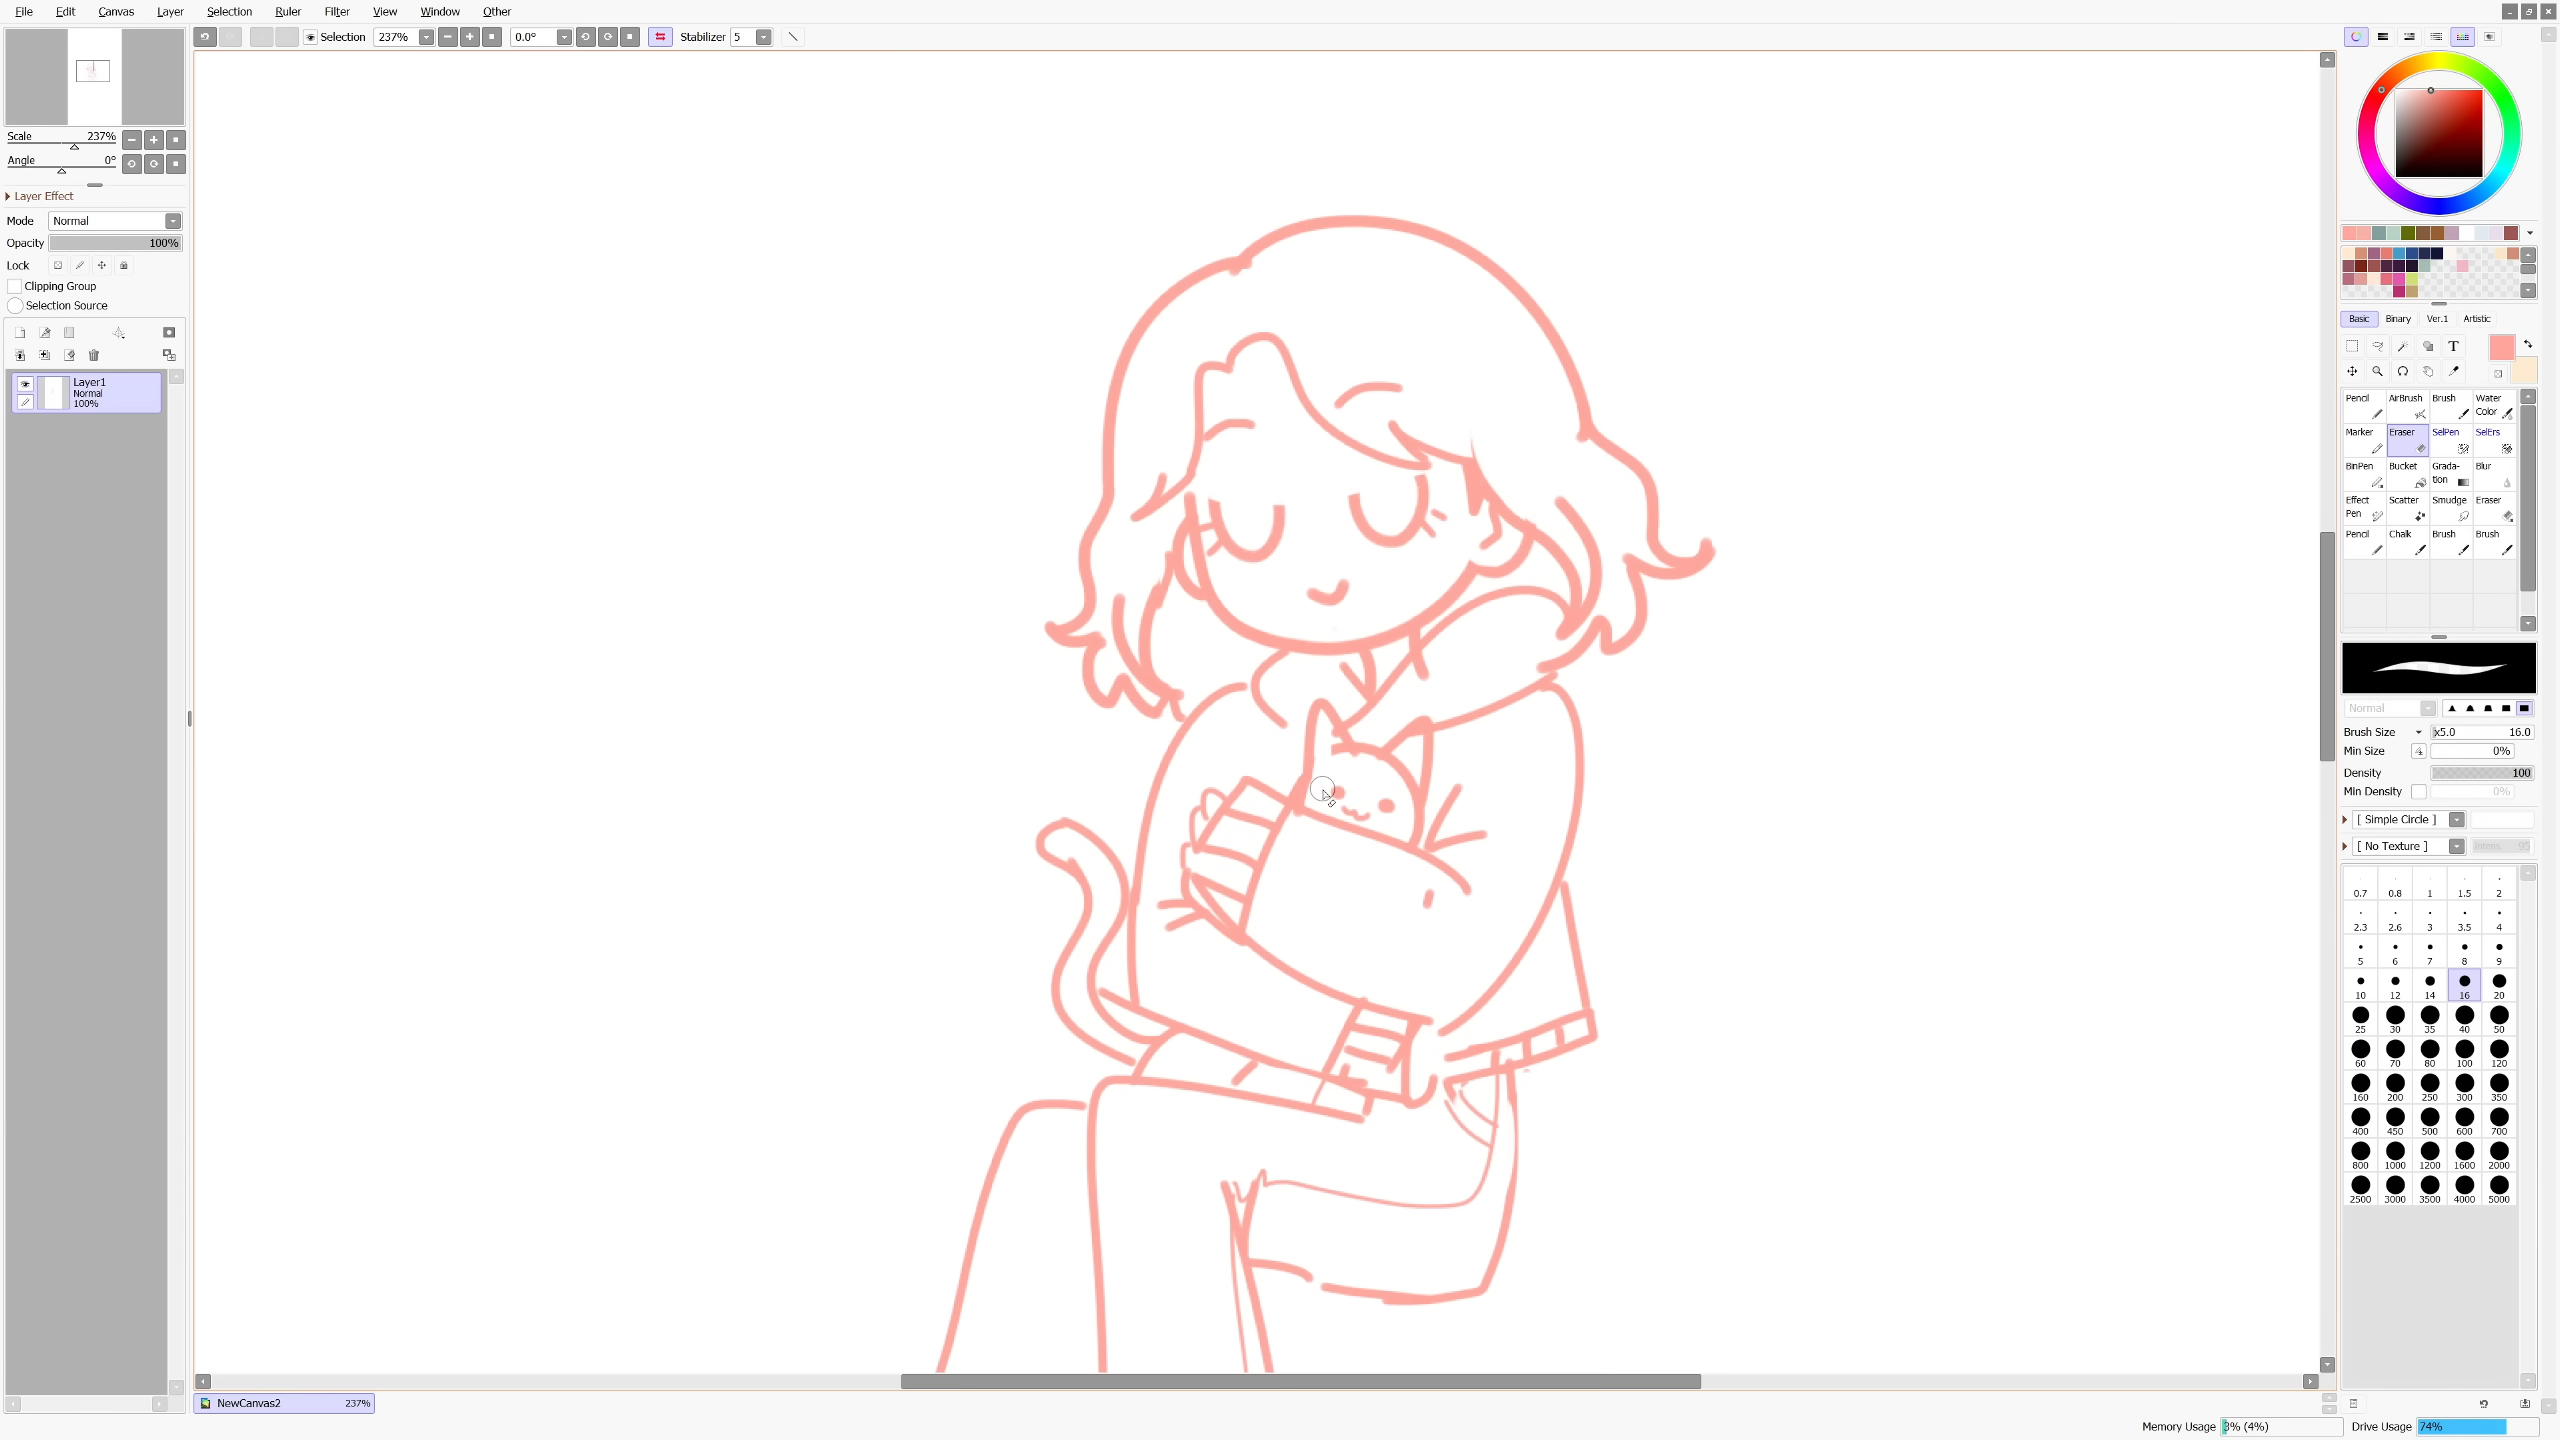 File Edit Canvas Layer Selection Ruler Filter View Window Other
Selection 237% 0.0° Stabilizer 5
Scale 237%
Angle 0°
Layer Effect
Mode Normal
Opacity 100%
Lock
Clipping Group
Selection Source
Layer1
Normal
100%
Basic Binary Ver.1 Artistic
T
Pencil AirBrush Brush Water Color
Marker Eraser SelPen SelErs
BinPen Bucket Grada-tion Blur
Effect Pen Scatter Smudge Eraser
Pencil Chalk Brush Brush
Normal
Brush Size x5.0 16.0
Min Size 0%
Density 100
Min Density 0%
[ Simple Circle ]
[ No Texture ] Intens. 95
0.7 0.8 1 1.5 2
2.3 2.6 3 3.5 4
5 6 7 8 9
10 12 14 16 20
25 30 35 40 50
60 70 80 100 120
160 200 250 300 350
400 450 500 600 700
800 1000 1200 1600 2000
2500 3000 3500 4000 5000
NewCanvas2 237%
Memory Usage 3% (4%) Drive Usage 74%